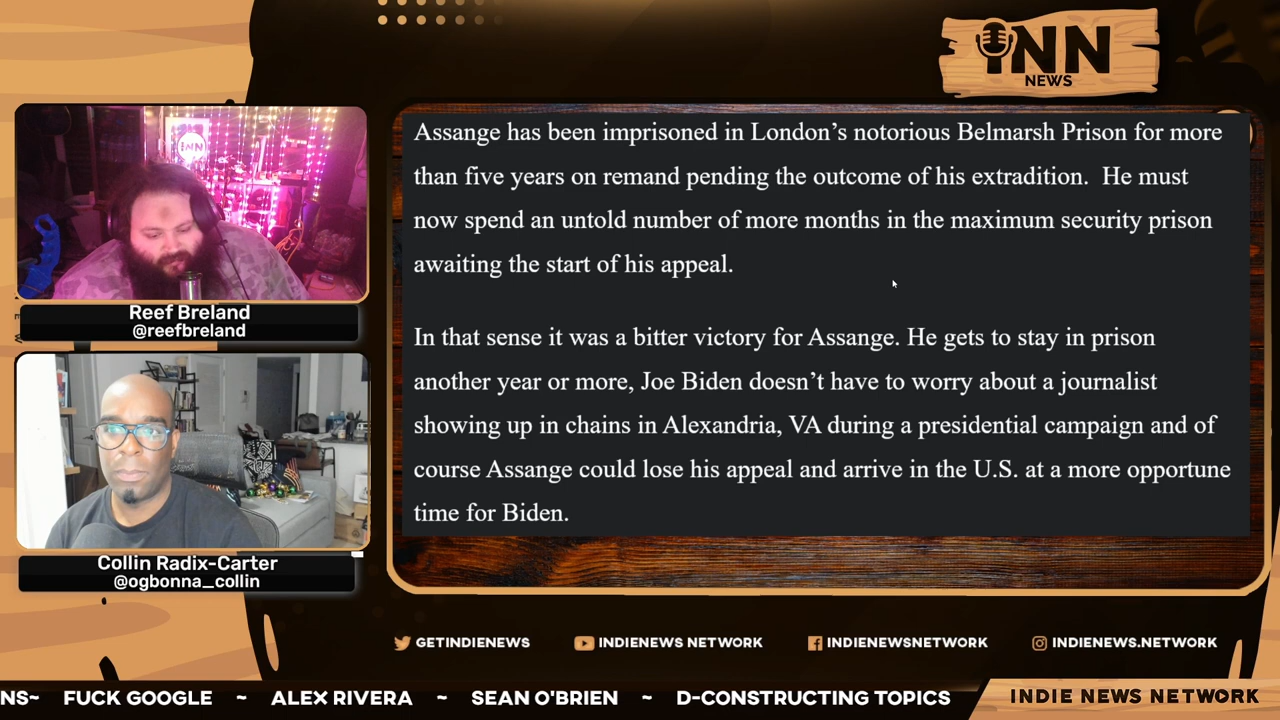 iNN
NEWS
iNN
Assange has been imprisoned in London’s notorious Belmarsh Prison for more
than five years on remand pending the outcome of his extradition.  He must
now spend an untold number of more months in the maximum security prison
awaiting the start of his appeal.
In that sense it was a bitter victory for Assange. He gets to stay in prison
another year or more, Joe Biden doesn’t have to worry about a journalist
showing up in chains in Alexandria, VA during a presidential campaign and of
course Assange could lose his appeal and arrive in the U.S. at a more opportune
time for Biden.
Reef Breland
@reefbreland
Collin Radix-Carter
@ogbonna_collin
GETINDIENEWS
INDIENEWS NETWORK
INDIENEWSNETWORK
INDIENEWS.NETWORK
NS~ FUCK GOOGLE ~ ALEX RIVERA ~ SEAN O'BRIEN ~ D-CONSTRUCTING TOPICS
INDIE NEWS NETWORK